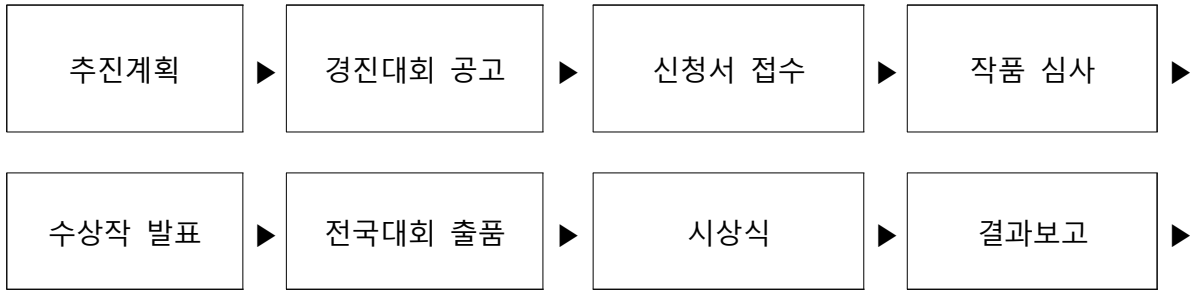 추진계획 ▶ 경진대회 공고 ▶ 신청서 접수 ▶ 작품 심사 ▶
수상작 발표 ▶ 전국대회 출품 ▶ 시상식 ▶ 결과보고 ▶